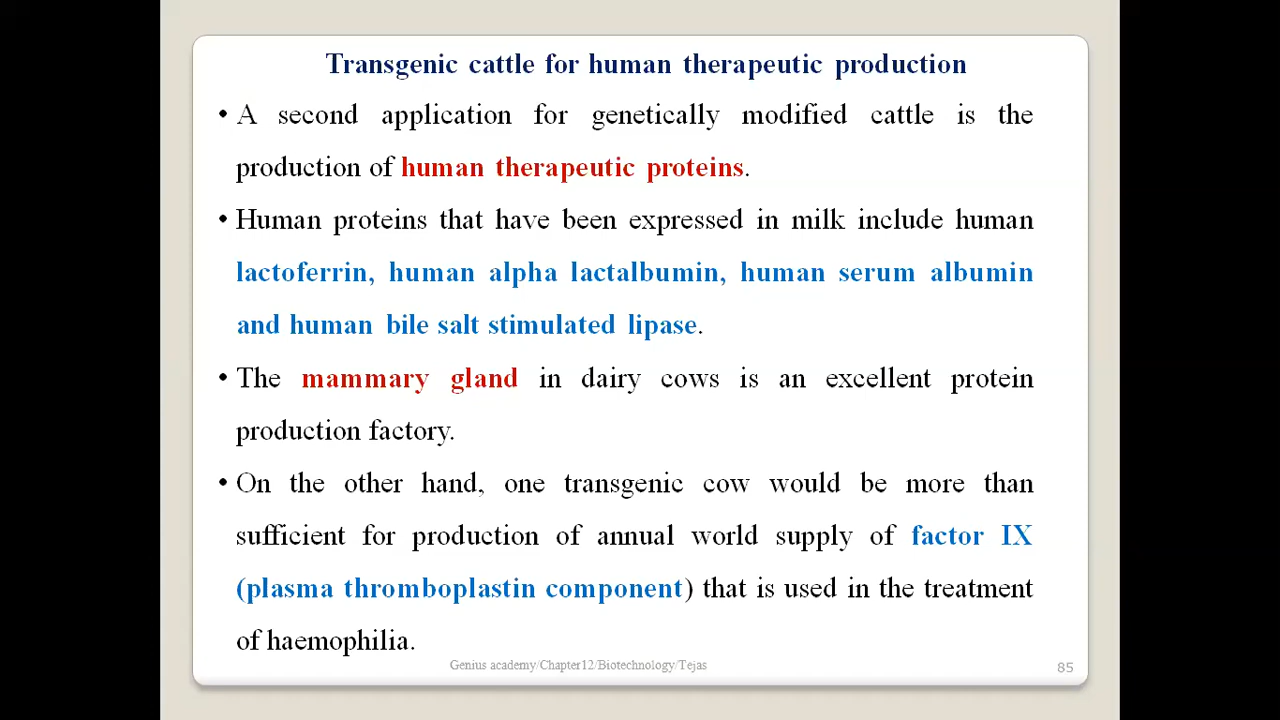 Transgenic cattle for human therapeutic production
• A second application for genetically modified cattle is the
production of human therapeutic proteins.
• Human proteins that have been expressed in milk include human
lactoferrin, human alpha lactalbumin, human serum albumin
and human bile salt stimulated lipase.
• The mammary gland in dairy cows is an excellent protein
production factory.
• On the other hand, one transgenic cow would be more than
sufficient for production of annual world supply of factor IX
(plasma thromboplastin component) that is used in the treatment
of haemophilia.
Genius academy/Chapter12/Biotechnology/Tejas
85